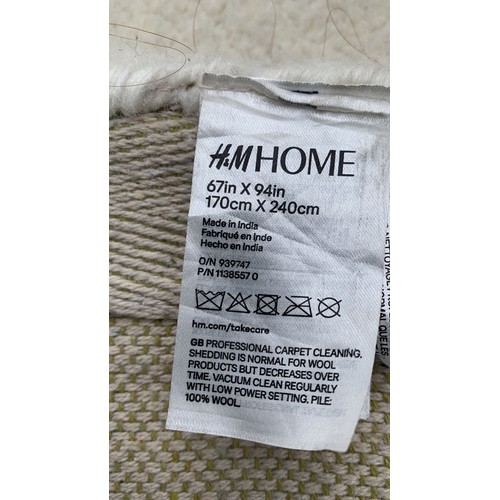 H&M HOME
67in X 94in
170cm X 240cm
Made in India
Fabriqué en Inde
Hecho en India
O/N 939747
P/N 1138557 0
hm.com/takecare
GB PROFESSIONAL CARPET CLEANING.
SHEDDING IS NORMAL FOR WOOL
PRODUCTS BUT DECREASES OVER
TIME. VACUUM CLEAN REGULARLY
WITH LOW POWER SETTING. PILE:
100% WOOL.